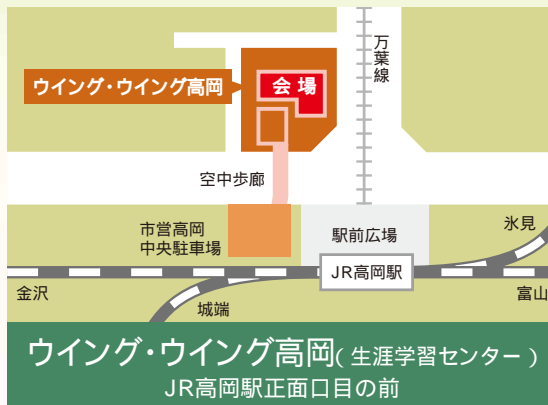 万葉線
会場
ウイング・ウイング高岡
空中歩廊
市営高岡
中央駐車場
駅前広場
氷見
JR高岡駅
金沢
富山
城端
ウイング・ウイング高岡(生涯学習センター)
JR高岡駅正面口目の前